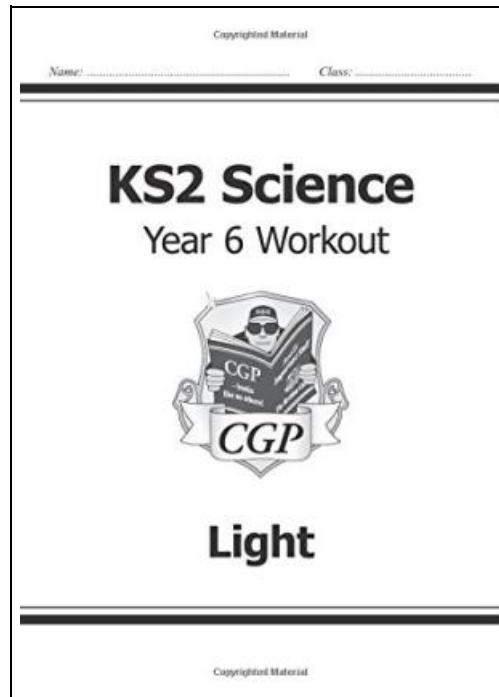 Copyrighted Material
Name: ........................................................ Class: ................................
KS2 Science
Year 6 Workout
CGP
CGP
Light
Copyrighted Material